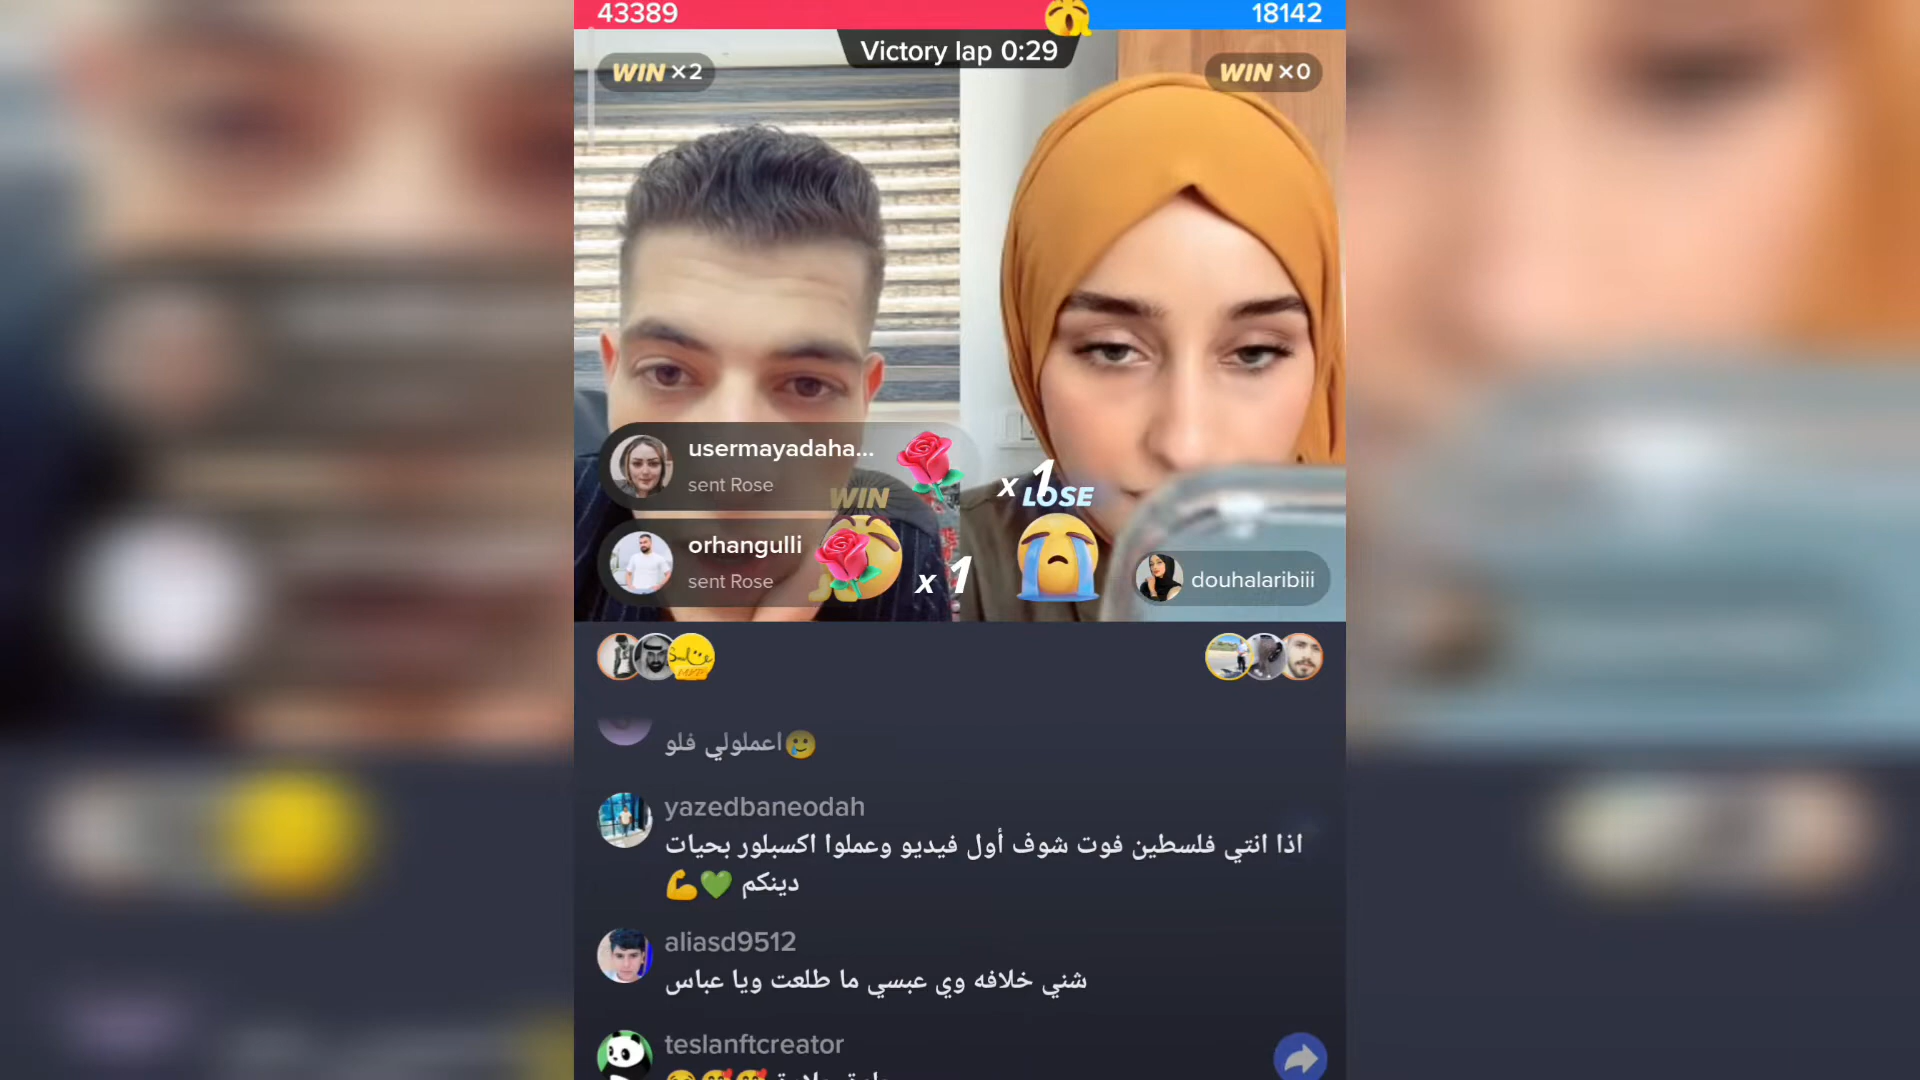 43389
18142
Victory lap 0:29
WIN ×2
WIN ×0
usermayadaha...
sent Rose
x 1
WIN
LOSE
orhangulli
sent Rose
x 1
douhalaribiii
اعملولي فلو🥲
yazedbaneodah
اذا انتي فلسطين فوت شوف أول فيديو وعملوا اكسبلور بحيات
دينكم 💚💪
aliasd9512
شني خلافه وي عبسي ما طلعت ويا عباس
teslanftcreator